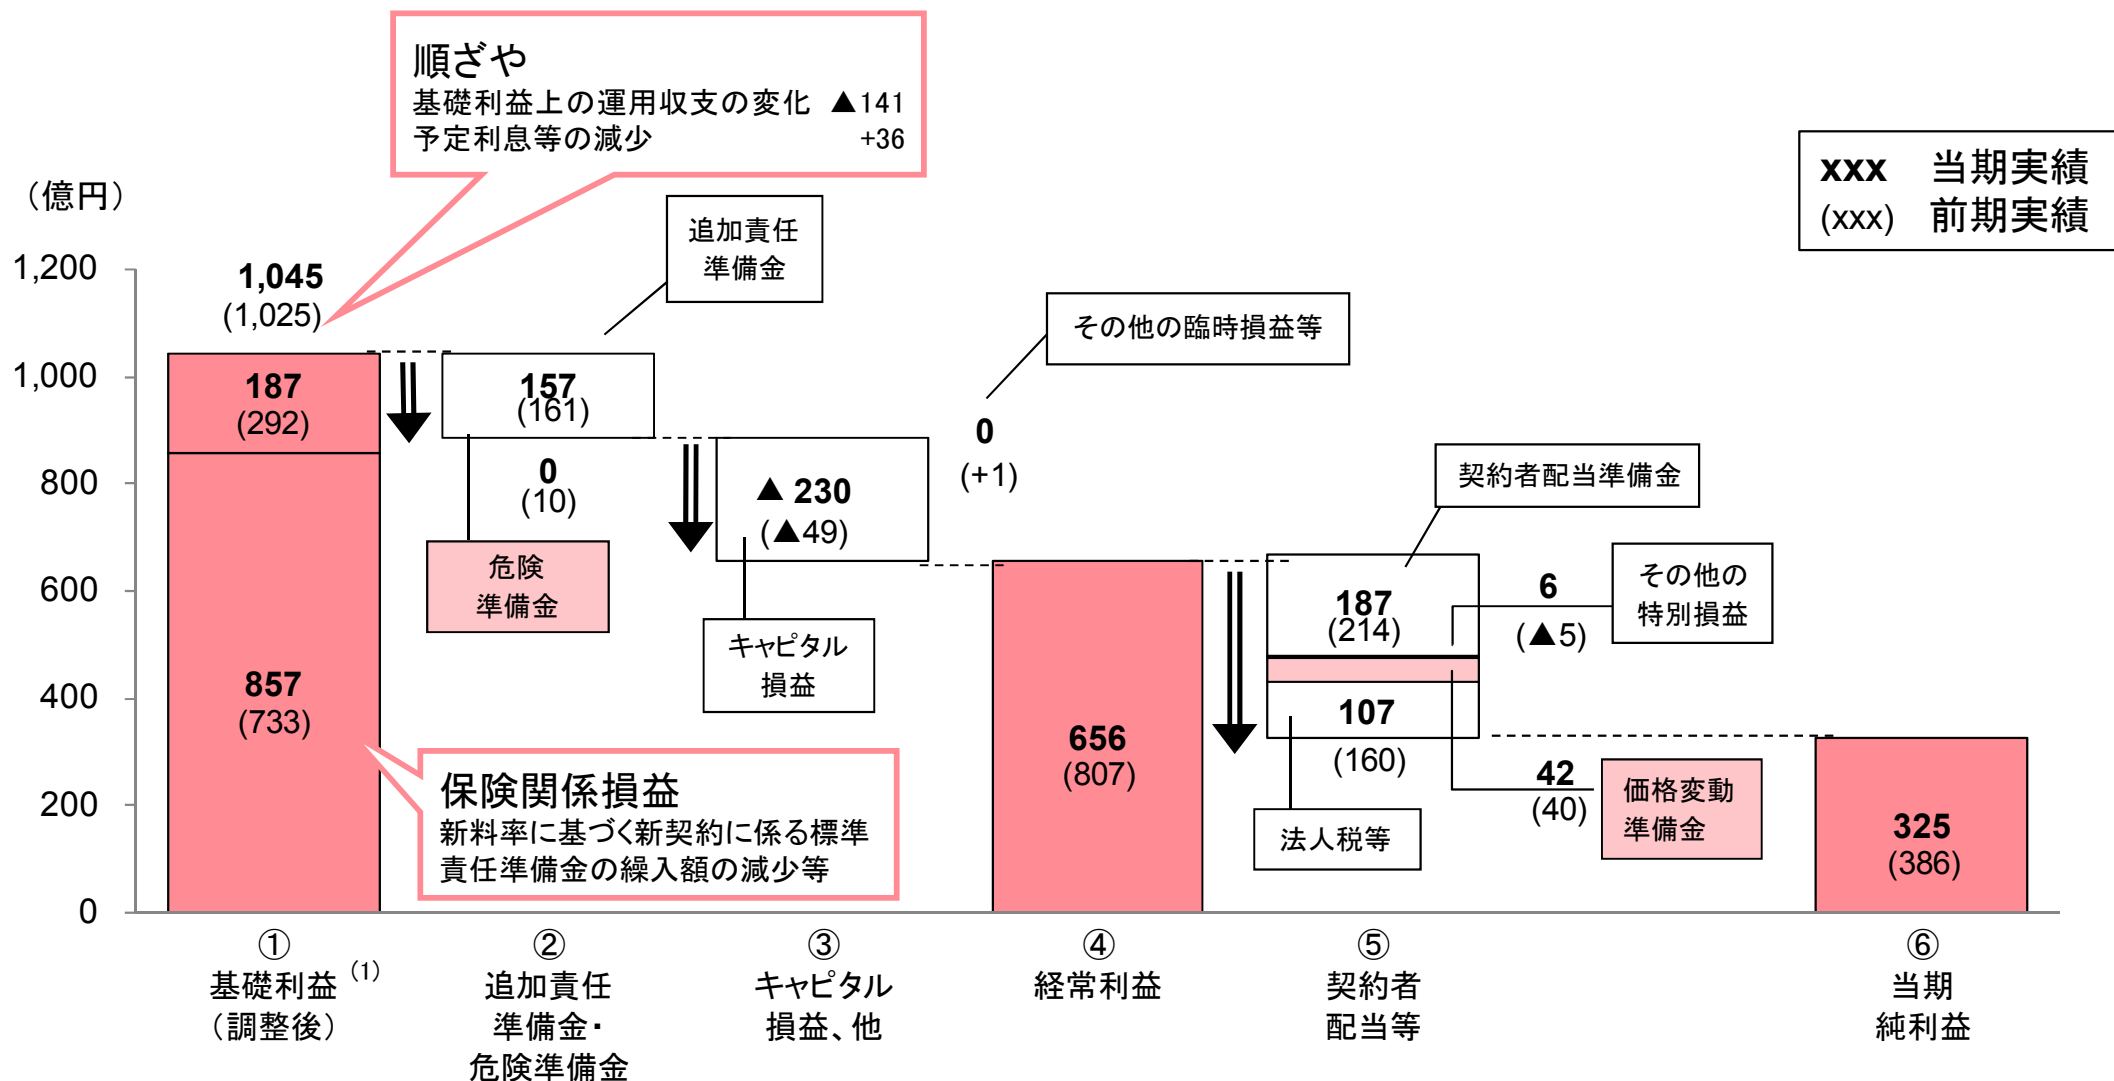 順ざや
基礎利益上の運用収支の変化 ▲141
予定利息等の減少 +36
xxx 当期実績
(xxx) 前期実績
（億円）
1,200
1,000
800
600
400
200
0
1,045
(1,025)
187
(292)
857
(733)
保険関係損益
新料率に基づく新契約に係る標準
責任準備金の繰入額の減少等
追加責任
準備金
157
(161)
0
(10)
危険
準備金
▲ 230
(▲49)
キャピタル
損益
その他の臨時損益等
0
(+1)
656
(807)
契約者配当準備金
187
(214)
6
(▲5)
その他の
特別損益
107
(160)
法人税等
42
(40)
価格変動
準備金
325
(386)
①
基礎利益 (1)
（調整後）
②
追加責任
準備金・
危険準備金
③
キャピタル
損益、他
④
経常利益
⑤
契約者
配当等
⑥
当期
純利益